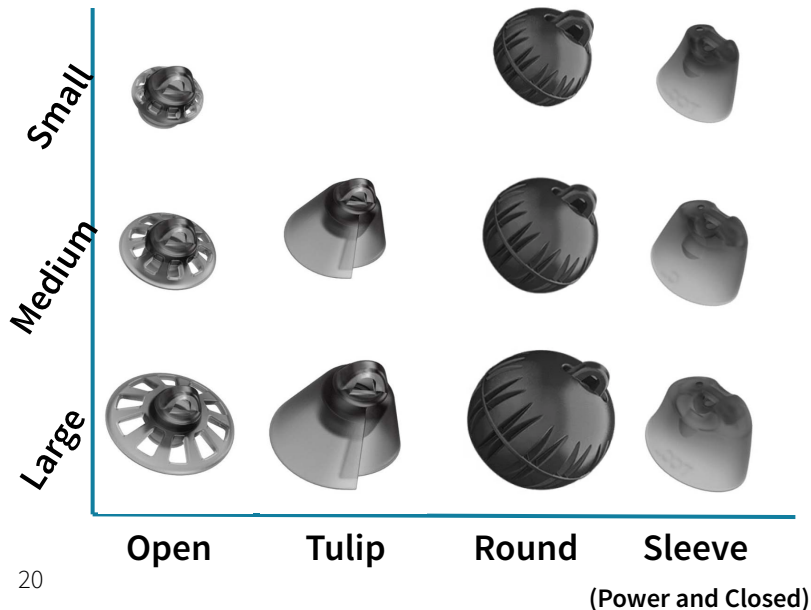 Small
Medium
Large
Open Tulip Round Sleeve
20
(Power and Closed)